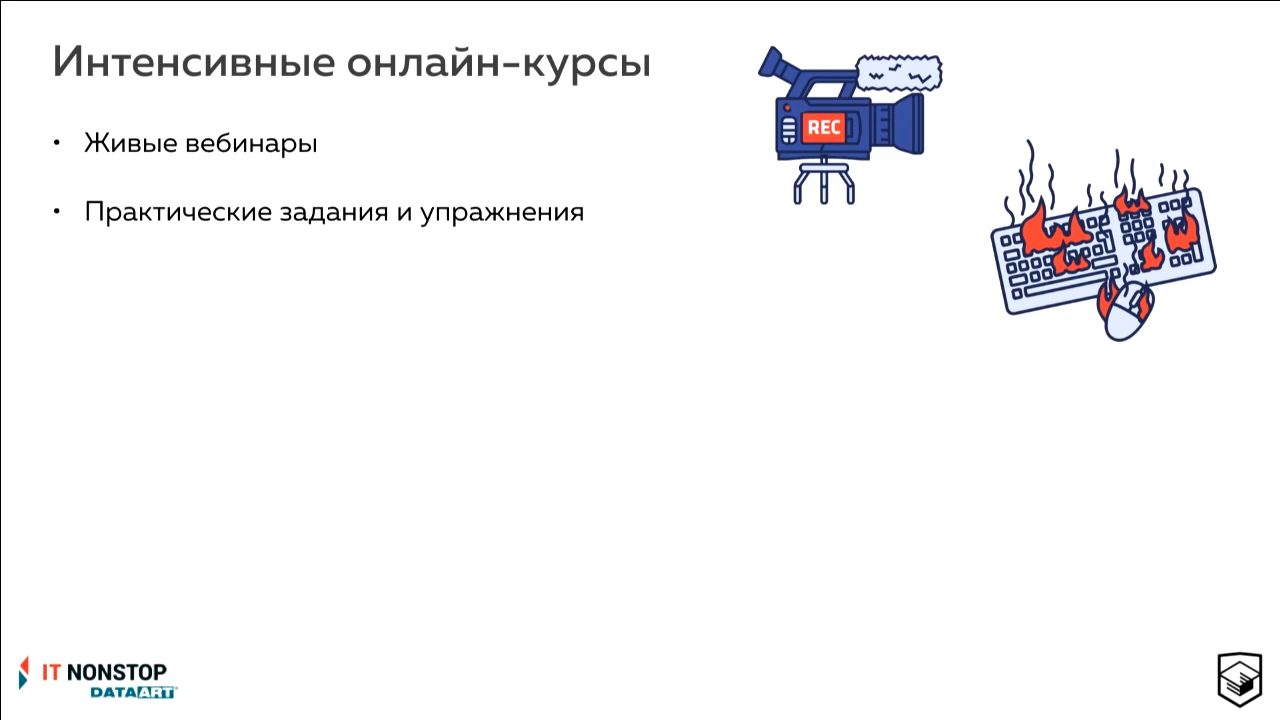 Интенсивные онлайн-курсы
• Живые вебинары
• Практические задания и упражнения
REC
IT NONSTOP
DATAART